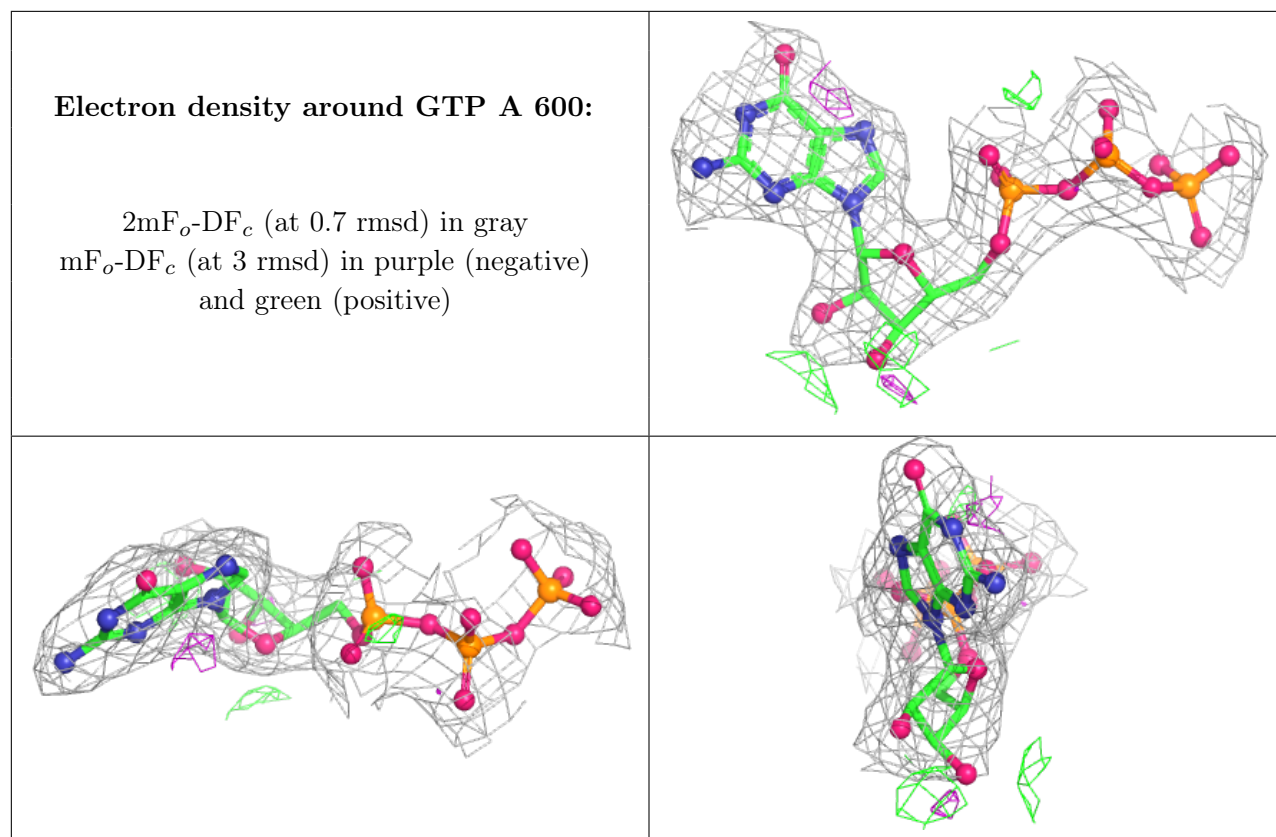 Electron density around GTP A 600:
2mFo-DFc (at 0.7 rmsd) in gray
mFo-DFc (at 3 rmsd) in purple (negative)
and green (positive)